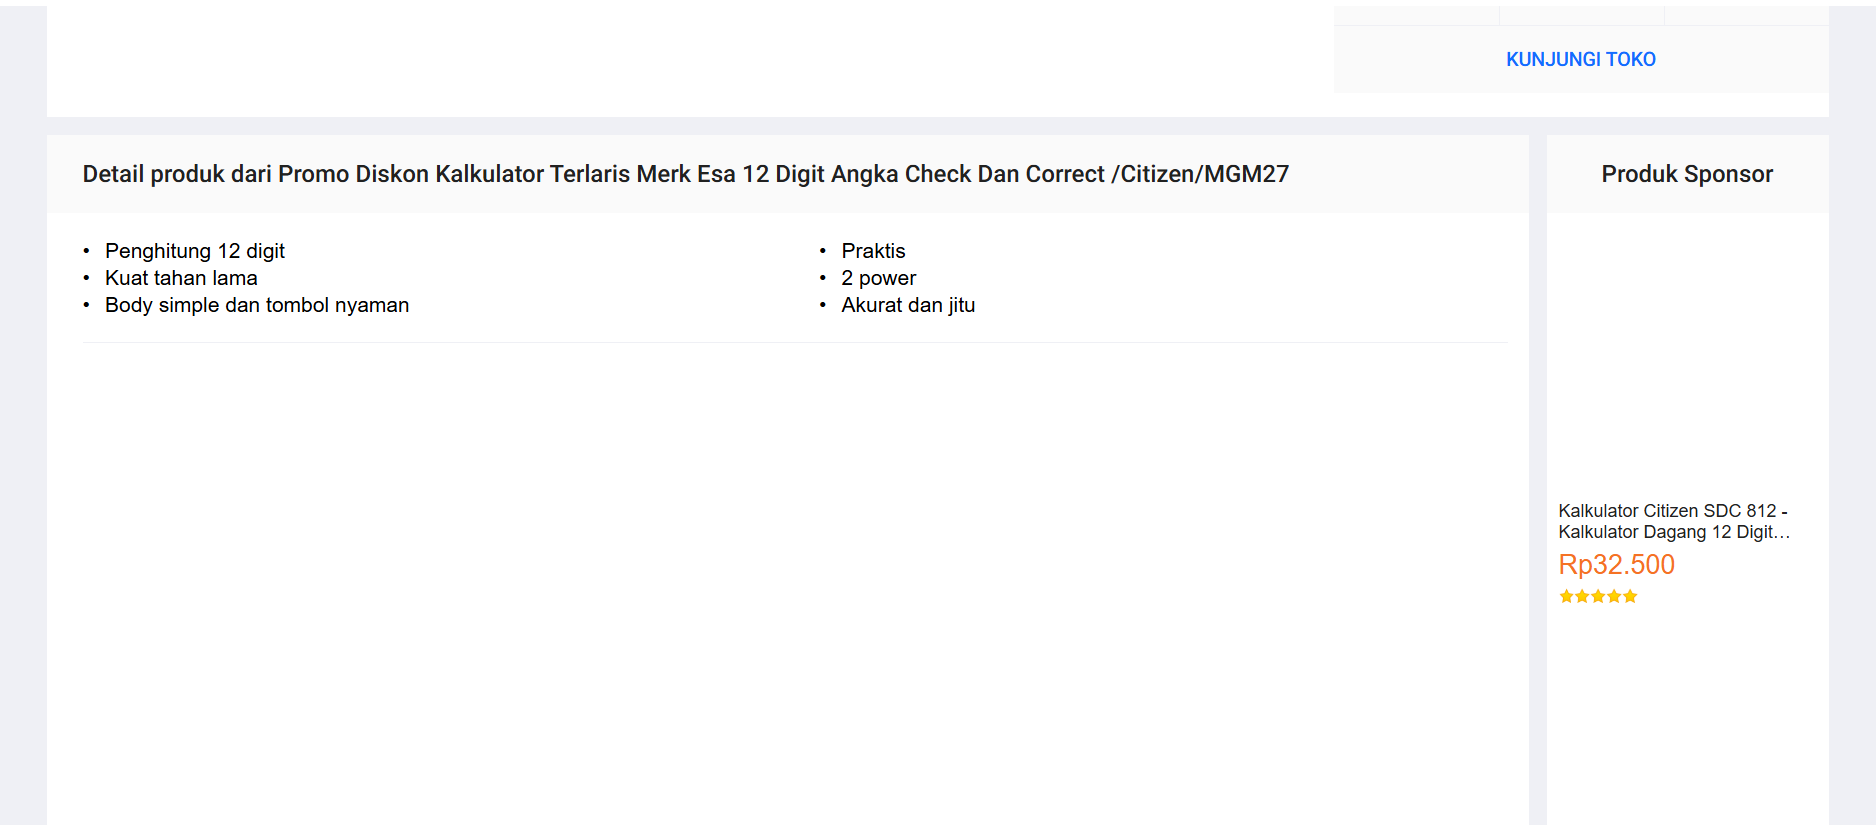 KUNJUNGI TOKO
Detail produk dari Promo Diskon Kalkulator Terlaris Merk Esa 12 Digit Angka Check Dan Correct /Citizen/MGM27
• Penghitung 12 digit
• Kuat tahan lama
• Body simple dan tombol nyaman
• Praktis
• 2 power
• Akurat dan jitu
Produk Sponsor
Kalkulator Citizen SDC 812 -
Kalkulator Dagang 12 Digit…
Rp32.500